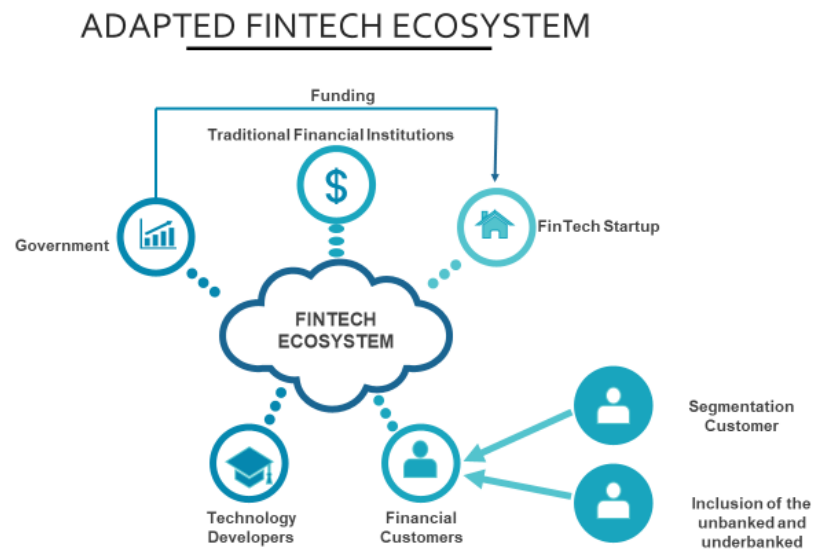 ADAPTED FINTECH ECOSYSTEM
Funding
Traditional Financial Institutions
$
Government
FinTech Startup
FINTECH
ECOSYSTEM
Segmentation
Customer
Technology
Developers
Financial
Customers
Inclusion of the
unbanked and
underbanked